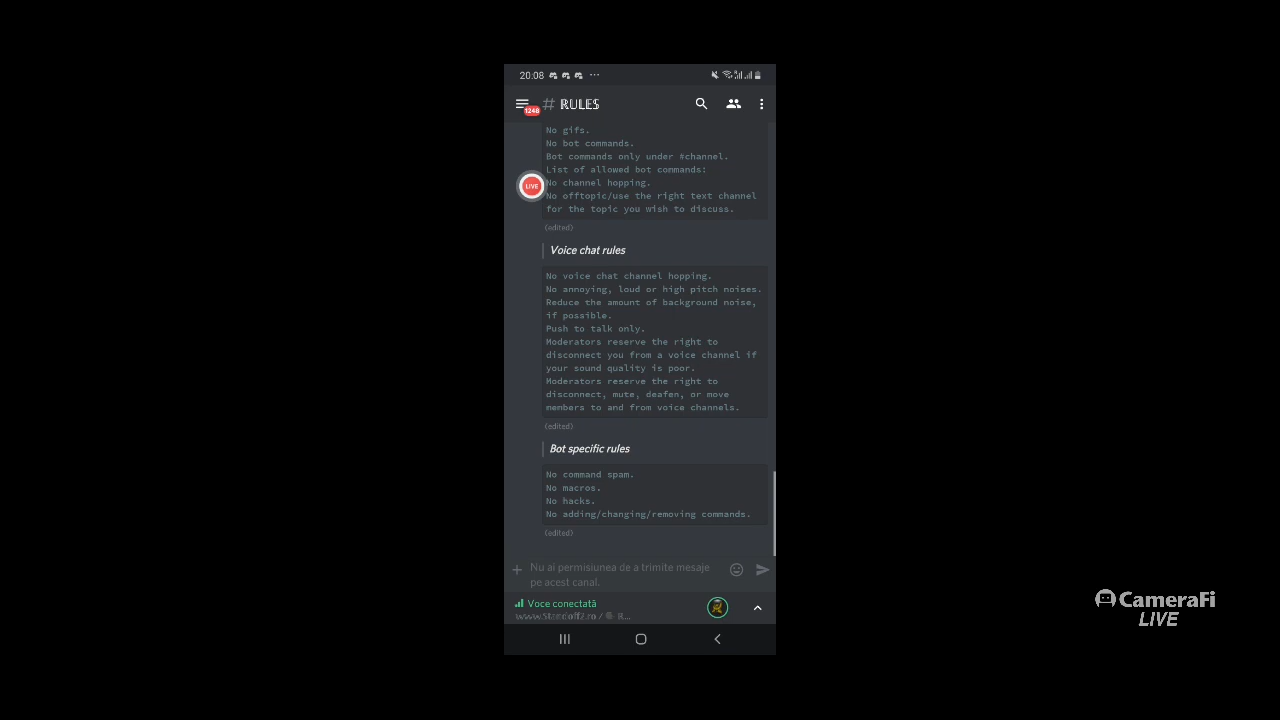 20:08
# RULES
1248
No gifs.
No bot commands.
Bot commands only under #channel.
List of allowed bot commands:
LIVE
No channel hopping.
No offtopic/use the right text channel
for the topic you wish to discuss.
(edited)
Voice chat rules
No voice chat channel hopping.
No annoying, loud or high pitch noises.
Reduce the amount of background noise,
if possible.
Push to talk only.
Moderators reserve the right to
disconnect you from a voice channel if
your sound quality is poor.
Moderators reserve the right to
disconnect, mute, deafen, or move
members to and from voice channels.
(edited)
Bot specific rules
No command spam.
No macros.
No hacks.
No adding/changing/removing commands.
(edited)
Nu ai permisiunea de a trimite mesaje
pe acest canal.
Voce conectată
www.Standoff2.ro / R...
CameraFi
LIVE